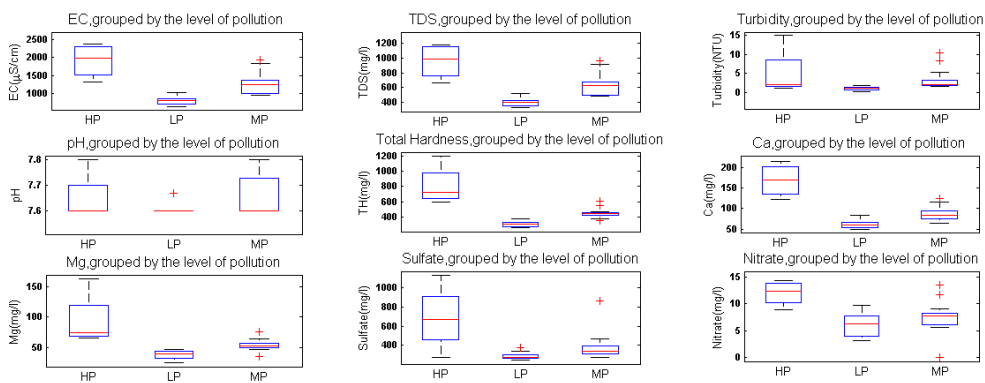 EC,grouped by the level of pollution
EC(µS/cm)
2000
1500
1000
HP LP MP
TDS,grouped by the level of pollution
TDS(mg/l)
1200
1000
800
600
400
HP LP MP
Turbidity,grouped by the level of pollution
Turbidity(NTU)
15
10
5
0
HP LP MP
pH,grouped by the level of pollution
pH
7.8
7.7
7.6
HP LP MP
Total Hardness,grouped by the level of pollution
TH(mg/l)
1200
1000
800
600
400
HP LP MP
Ca,grouped by the level of pollution
Ca(mg/l)
200
150
100
50
HP LP MP
Mg,grouped by the level of pollution
Mg(mg/l)
150
100
50
HP LP MP
Sulfate,grouped by the level of pollution
Sulfate(mg/l)
1000
800
600
400
HP LP MP
Nitrate,grouped by the level of pollution
Nitrate(mg/l)
15
10
5
0
HP LP MP